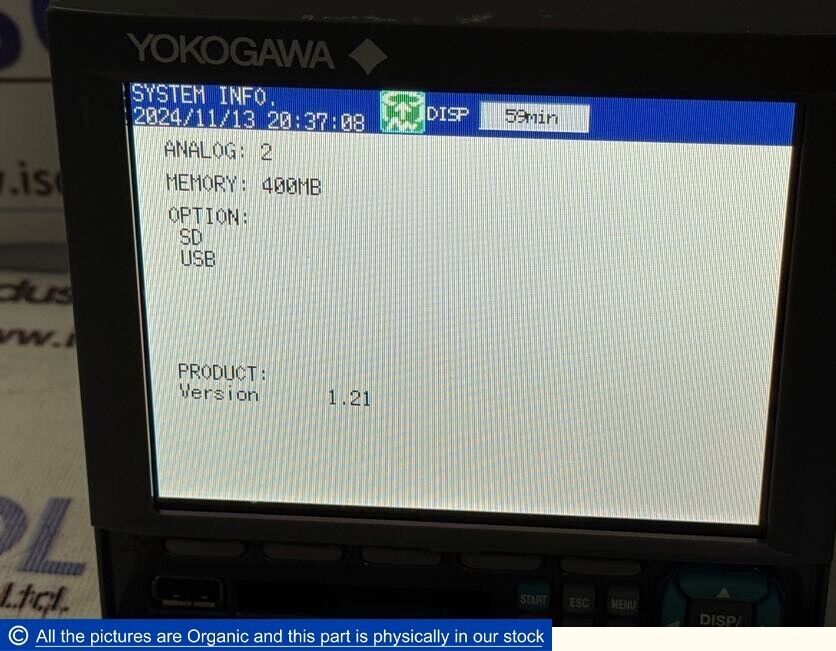 YOKOGAWA
SYSTEM INFO.
2024/11/13 20:37:08 DISP 59min
ANALOG: 2
MEMORY: 400MB
OPTION:
SD
USB
PRODUCT:
Version 1.21
START ESC MENU
DISP/
© All the pictures are Organic and this part is physically in our stock